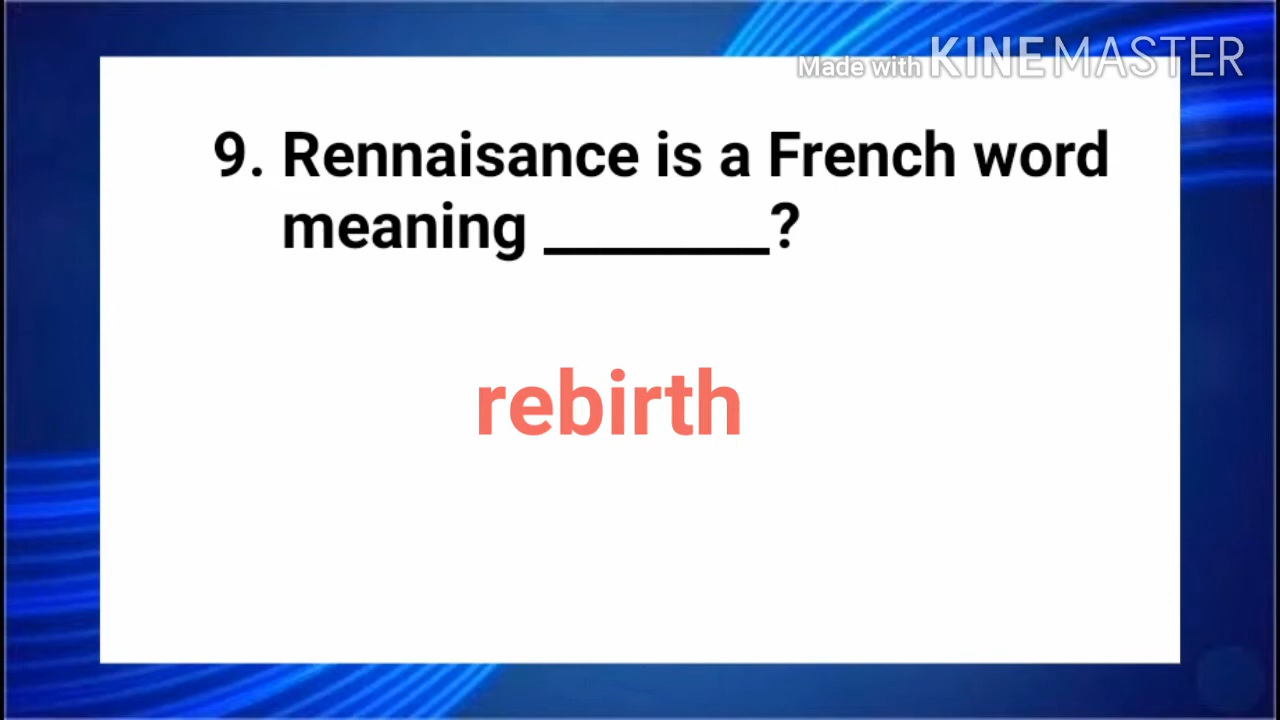 Made with KINEMASTER
9. Rennaisance is a French word
meaning _______?
rebirth